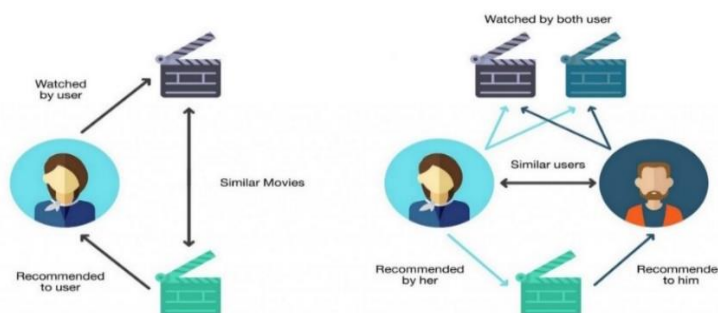 Watched
by user
Similar Movies
Recommended
to user
Watched by both user
Similar users
Recommended
by her
Recommende
to him